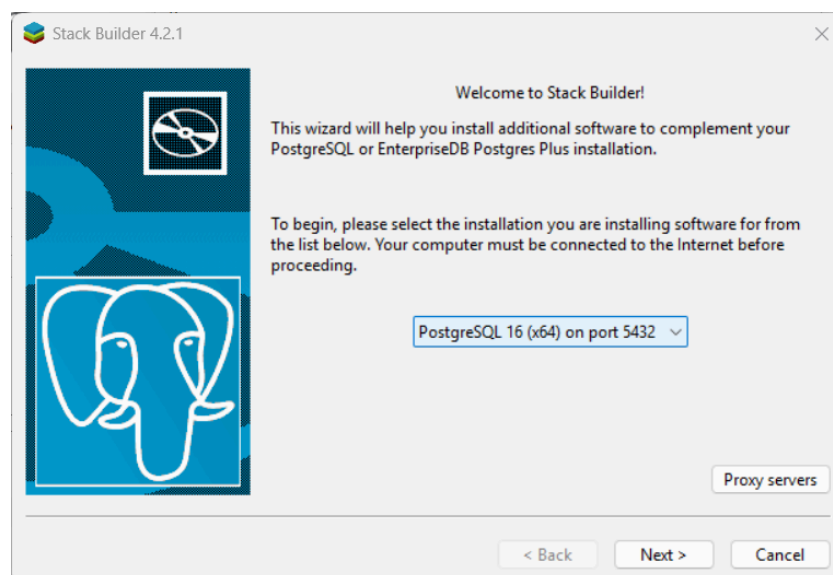 Stack Builder 4.2.1
Welcome to Stack Builder!
This wizard will help you install additional software to complement your
PostgreSQL or EnterpriseDB Postgres Plus installation.
To begin, please select the installation you are installing software for from
the list below. Your computer must be connected to the Internet before
proceeding.
PostgreSQL 16 (x64) on port 5432
Proxy servers
< Back
Next >
Cancel